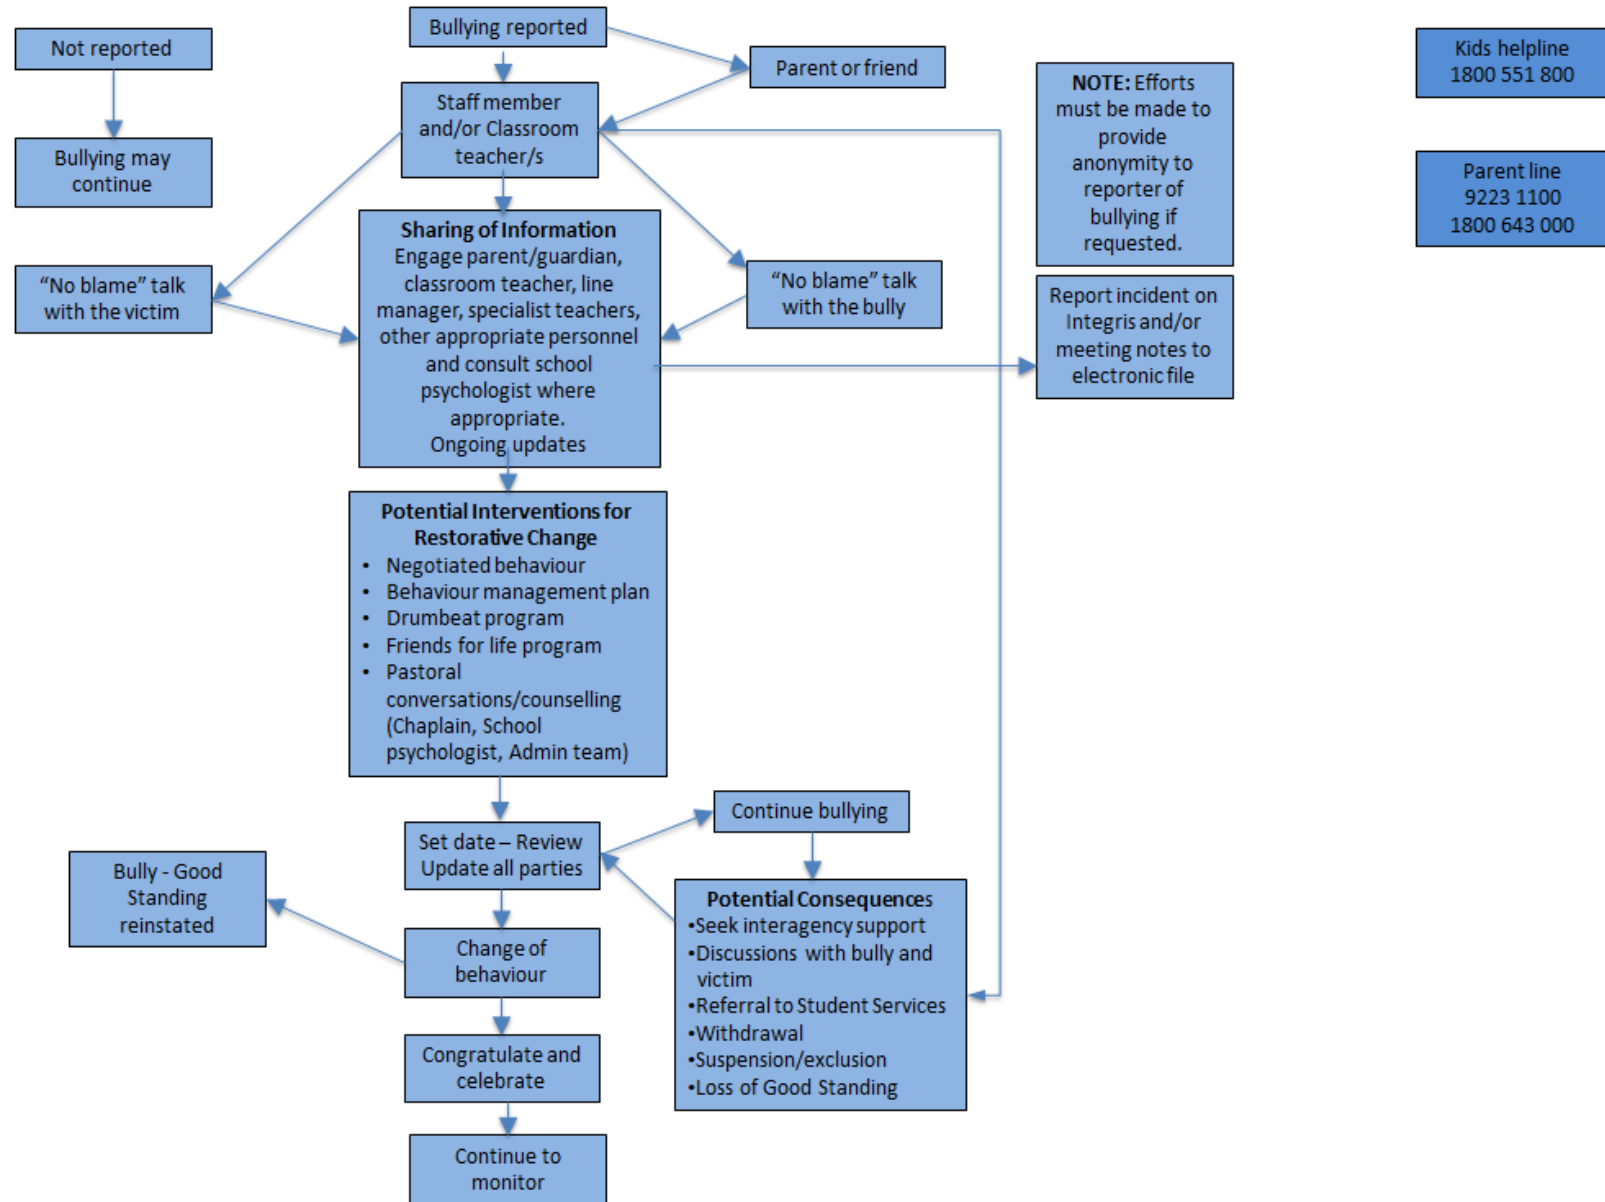 Not reported
Bullying may
continue
Bullying reported
Parent or friend
Staff member
and/or Classroom
teacher/s
Sharing of Information
Engage parent/guardian,
classroom teacher, line
manager, specialist teachers,
other appropriate personnel
and consult school
psychologist where
appropriate.
Ongoing updates
“No blame” talk
with the victim
“No blame” talk
with the bully
NOTE: Efforts
must be made to
provide
anonymity to
reporter of
bullying if
requested.
Report incident on
Integris and/or
meeting notes to
electronic file
Kids helpline
1800 551 800
Parent line
9223 1100
1800 643 000
Potential Interventions for
Restorative Change
• Negotiated behaviour
• Behaviour management plan
• Drumbeat program
• Friends for life program
• Pastoral
conversations/counselling
(Chaplain, School
psychologist, Admin team)
Set date – Review
Update all parties
Continue bullying
Potential Consequences
•Seek interagency support
•Discussions with bully and
victim
•Referral to Student Services
•Withdrawal
•Suspension/exclusion
•Loss of Good Standing
Bully - Good
Standing
reinstated
Change of
behaviour
Congratulate and
celebrate
Continue to
monitor